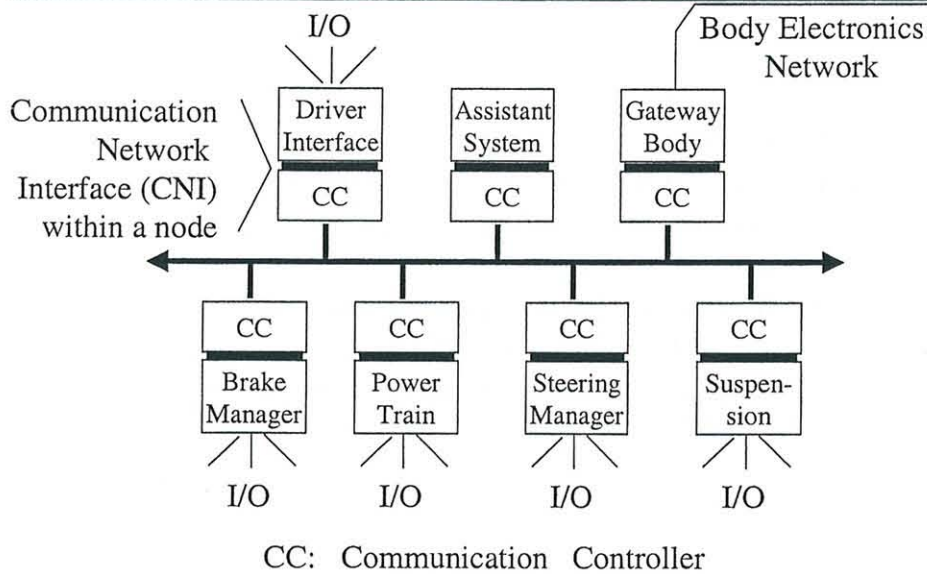 I/O
Body Electronics
Network
Communication
Network
Interface (CNI)
within a node
Driver
Interface
CC
Assistant
System
CC
Gateway
Body
CC
CC
Brake
Manager
I/O
CC
Power
Train
I/O
CC
Steering
Manager
I/O
CC
Suspen-
sion
I/O
CC: Communication Controller